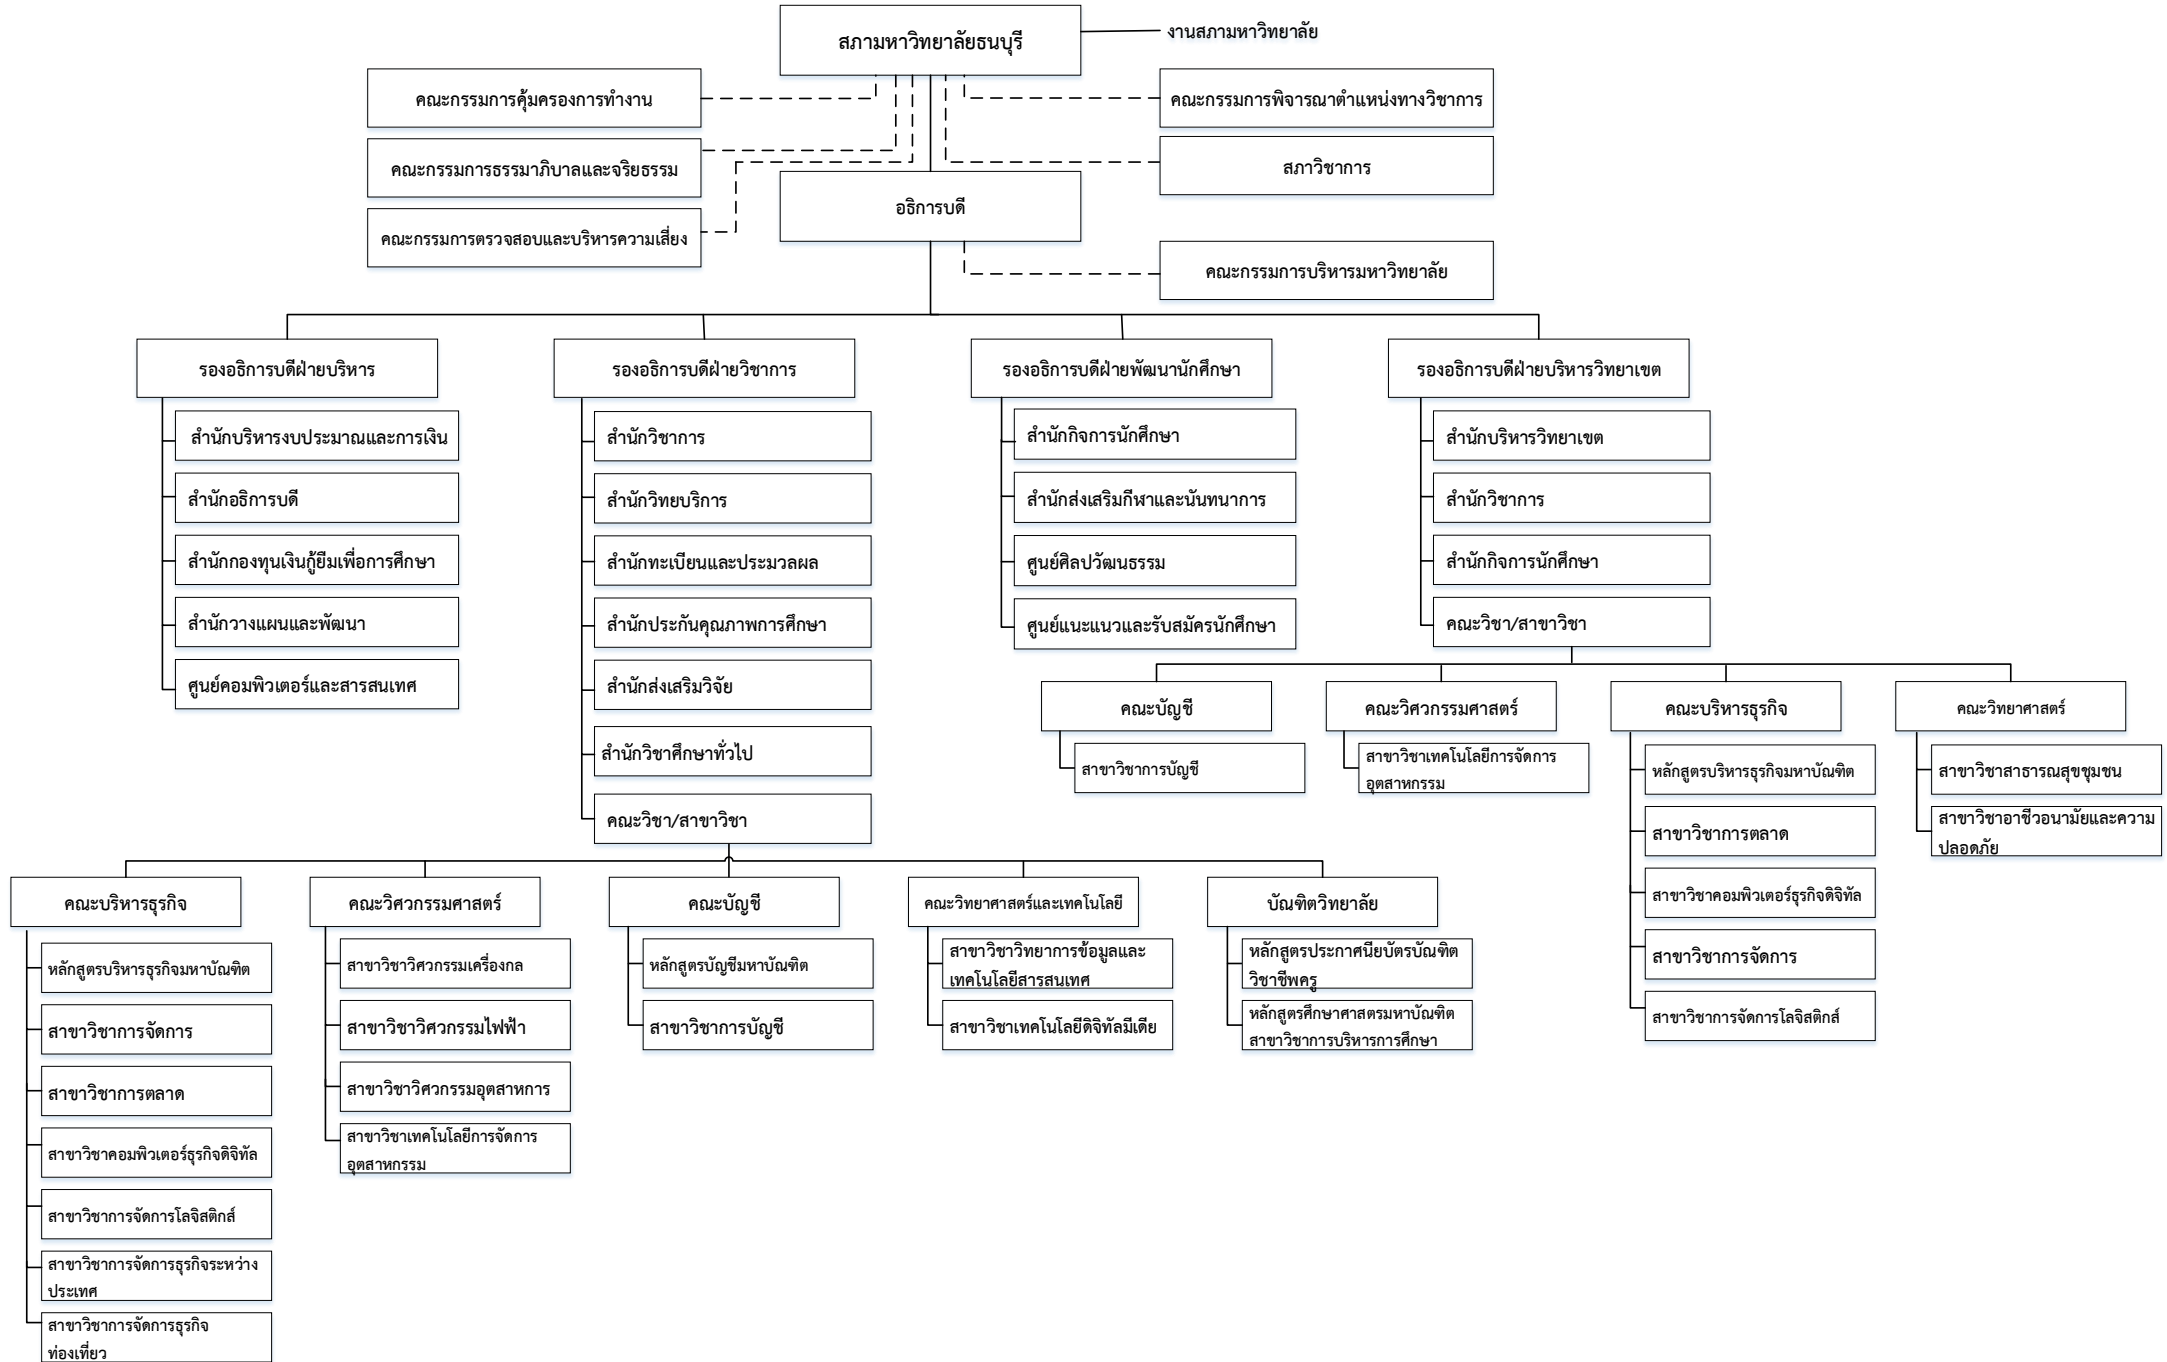 สภามหาวิทยาลัยธนบุรี
งานสภามหาวิทยาลัย
คณะกรรมการคุ้มครองการทำงาน
คณะกรรมการพิจารณาตำแหน่งทางวิชาการ
คณะกรรมการธรรมาภิบาลและจริยธรรม
สภาวิชาการ
อธิการบดี
คณะกรรมการตรวจสอบและบริหารความเสี่ยง
คณะกรรมการบริหารมหาวิทยาลัย
รองอธิการบดีฝ่ายบริหาร
สำนักบริหารงบประมาณและการเงิน
สำนักอธิการบดี
สำนักกองทุนเงินกู้ยืมเพื่อการศึกษา
สำนักวางแผนและพัฒนา
ศูนย์คอมพิวเตอร์และสารสนเทศ
รองอธิการบดีฝ่ายวิชาการ
สำนักวิชาการ
สำนักวิทยบริการ
สำนักทะเบียนและประมวลผล
สำนักประกันคุณภาพการศึกษา
สำนักส่งเสริมวิจัย
สำนักวิชาศึกษาทั่วไป
คณะวิชา/สาขาวิชา
รองอธิการบดีฝ่ายพัฒนานักศึกษา
สำนักกิจการนักศึกษา
สำนักส่งเสริมกีฬาและนันทนาการ
ศูนย์ศิลปวัฒนธรรม
ศูนย์แนะแนวและรับสมัครนักศึกษา
รองอธิการบดีฝ่ายบริหารวิทยาเขต
สำนักบริหารวิทยาเขต
สำนักวิชาการ
สำนักกิจการนักศึกษา
คณะวิชา/สาขาวิชา
คณะบัญชี
สาขาวิชาการบัญชี
คณะวิศวกรรมศาสตร์
สาขาวิชาเทคโนโลยีการจัดการ
อุตสาหกรรม
คณะบริหารธุรกิจ
หลักสูตรบริหารธุรกิจมหาบัณฑิต
สาขาวิชาการตลาด
สาขาวิชาคอมพิวเตอร์ธุรกิจดิจิทัล
สาขาวิชาการจัดการ
สาขาวิชาการจัดการโลจิสติกส์
คณะวิทยาศาสตร์
สาขาวิชาสาธารณสุขชุมชน
สาขาวิชาอาชีวอนามัยและความ
ปลอดภัย
คณะบริหารธุรกิจ
หลักสูตรบริหารธุรกิจมหาบัณฑิต
สาขาวิชาการจัดการ
สาขาวิชาการตลาด
สาขาวิชาคอมพิวเตอร์ธุรกิจดิจิทัล
สาขาวิชาการจัดการโลจิสติกส์
สาขาวิชาการจัดการธุรกิจระหว่าง
ประเทศ
สาขาวิชาการจัดการธุรกิจ
ท่องเที่ยว
คณะวิศวกรรมศาสตร์
สาขาวิชาวิศวกรรมเครื่องกล
สาขาวิชาวิศวกรรมไฟฟ้า
สาขาวิชาวิศวกรรมอุตสาหการ
สาขาวิชาเทคโนโลยีการจัดการ
อุตสาหกรรม
คณะบัญชี
หลักสูตรบัญชีมหาบัณฑิต
สาขาวิชาการบัญชี
คณะวิทยาศาสตร์และเทคโนโลยี
สาขาวิชาวิทยาการข้อมูลและ
เทคโนโลยีสารสนเทศ
สาขาวิชาเทคโนโลยีดิจิทัลมีเดีย
บัณฑิตวิทยาลัย
หลักสูตรประกาศนียบัตรบัณฑิต
วิชาชีพครู
หลักสูตรศึกษาศาสตรมหาบัณฑิต
สาขาวิชาการบริหารการศึกษา